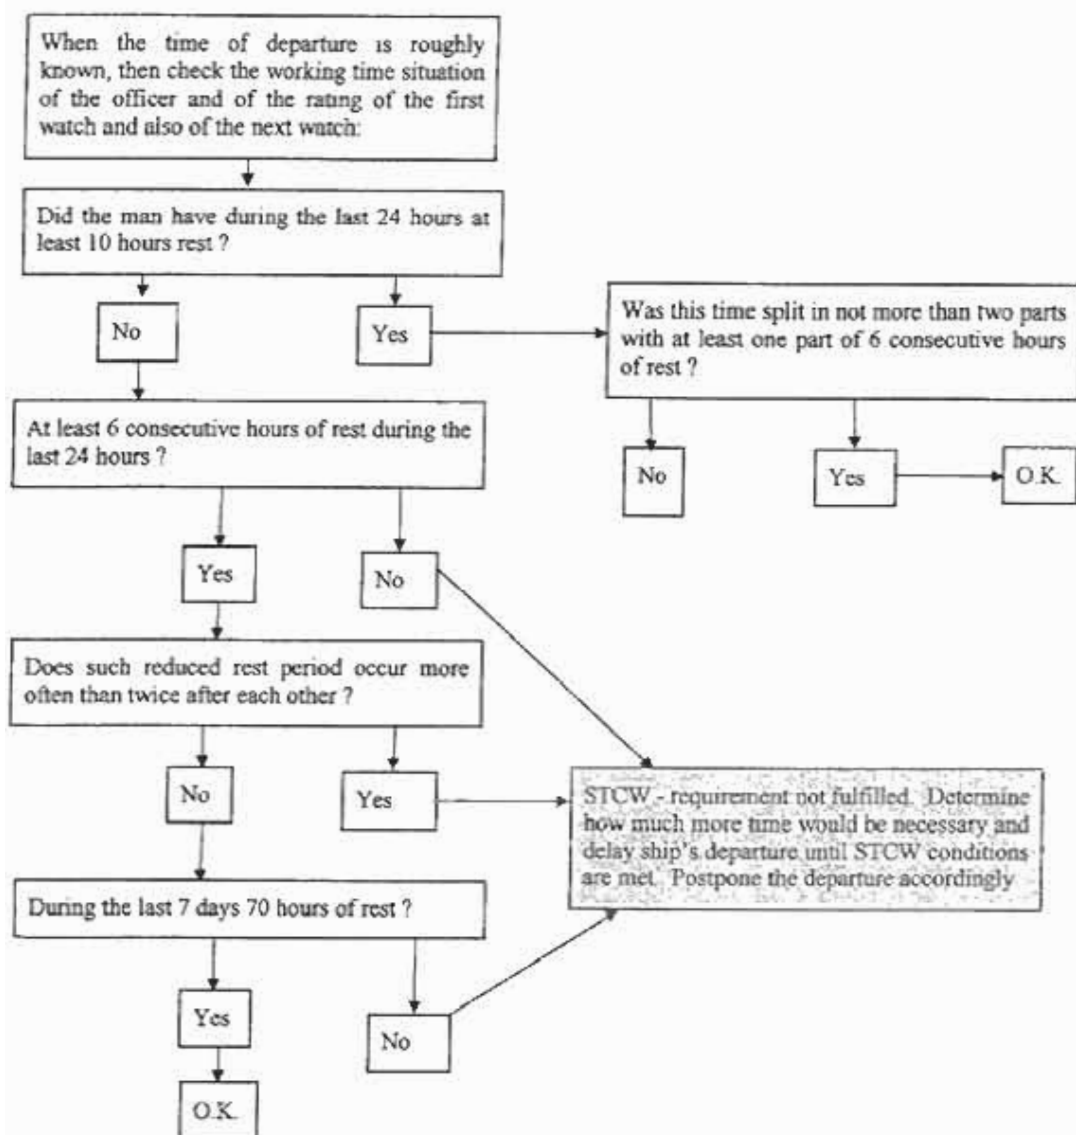 When the time of departure is roughly
known, then check the working time situation
of the officer and of the rating of the first
watch and also of the next watch:
Did the man have during the last 24 hours at
least 10 hours rest ?
No
Yes
Was this time split in not more than two parts
with at least one part of 6 consecutive hours
of rest ?
No
Yes
O.K.
At least 6 consecutive hours of rest during the
last 24 hours ?
Yes
No
Does such reduced rest period occur more
often than twice after each other ?
No
Yes
STCW - requirement not fulfilled. Determine
how much more time would be necessary and
delay ship's departure until STCW conditions
are met. Postpone the departure accordingly
During the last 7 days 70 hours of rest ?
Yes
No
O.K.